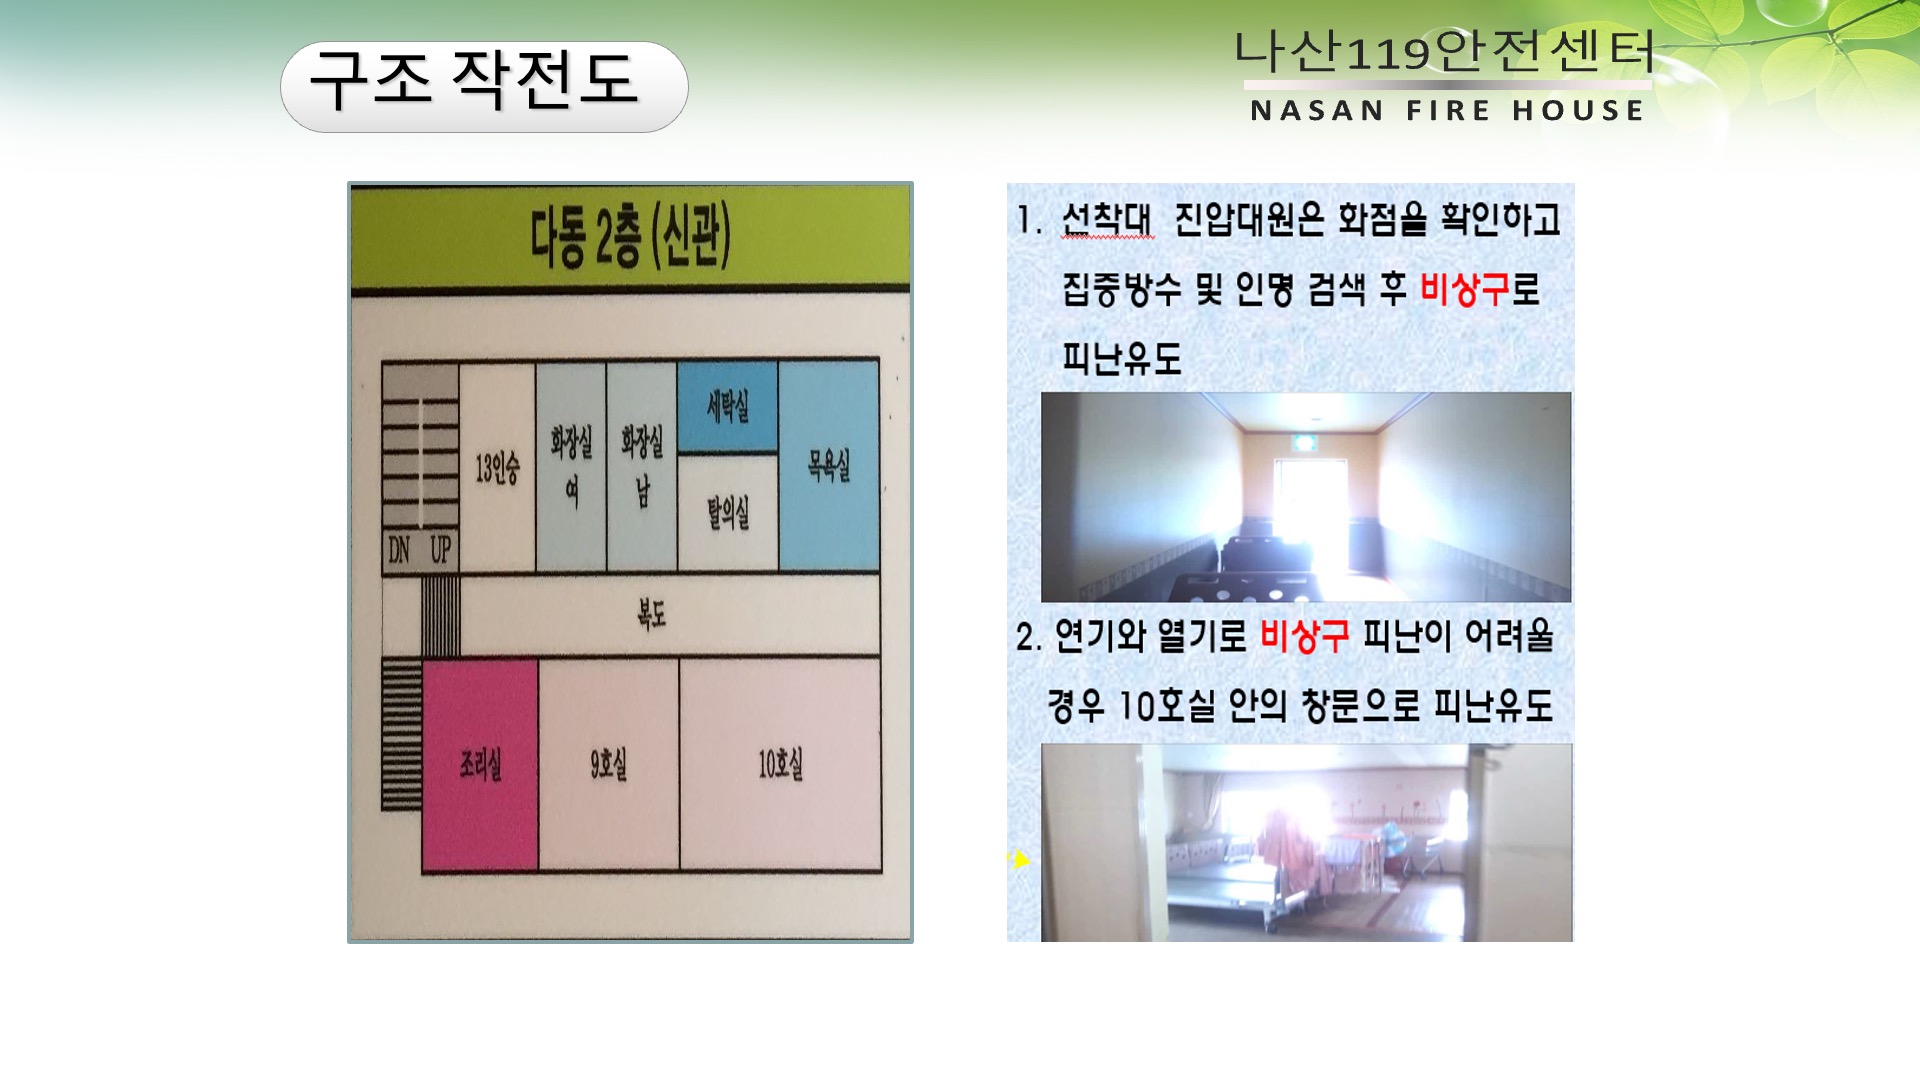 구조 작전도
나산119안전센터
NASAN FIRE HOUSE
다동 2층 (신관)
13인승
화장실
여
화장실
남
세탁실
탈의실
목욕실
DN UP
복도
조리실
9호실
10호실
1. 선착대 진압대원은 화점을 확인하고
집중방수 및 인명 검색 후 비상구로
피난유도
2. 연기와 열기로 비상구 피난이 어려울
경우 10호실 안의 창문으로 피난유도